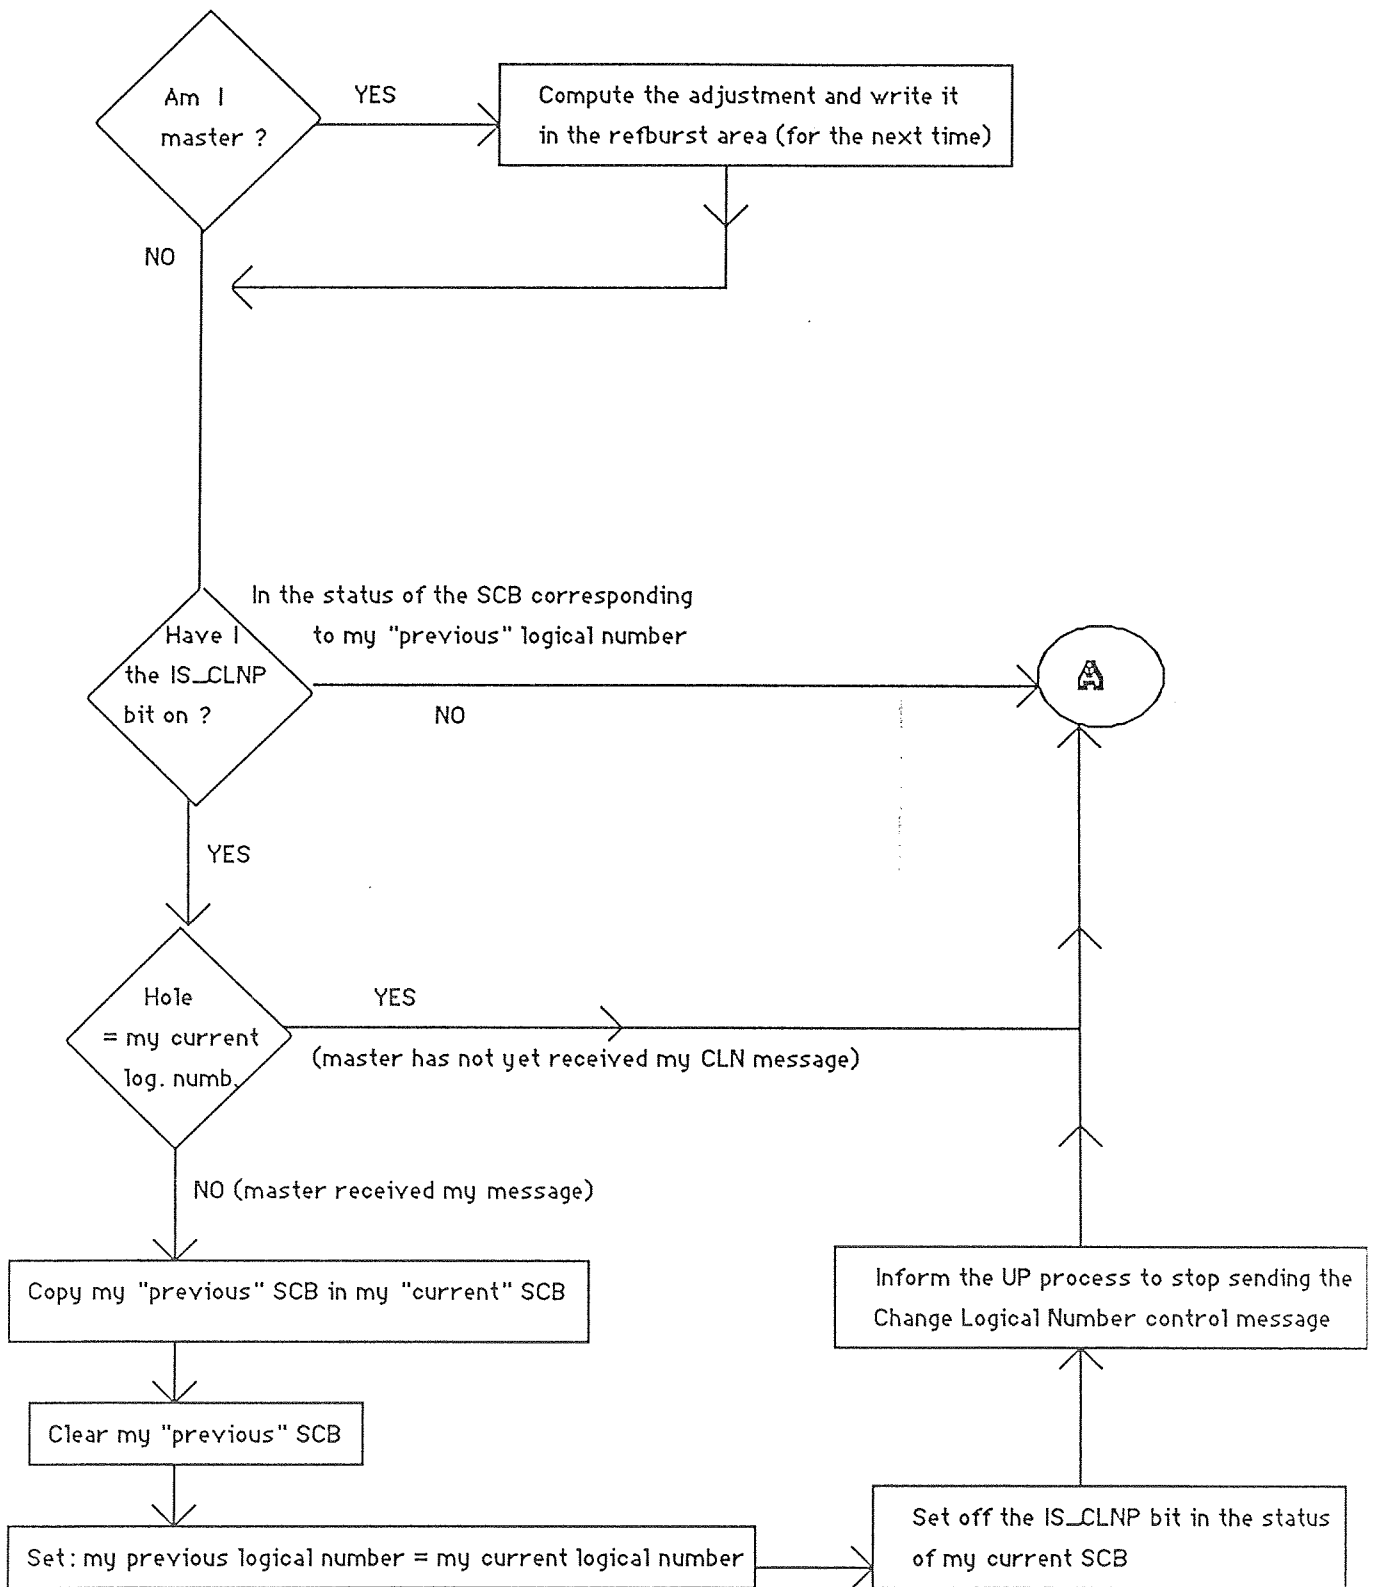 Am I
master ?
YES
Compute the adjustment and write it
in the refburst area (for the next time)
NO
In the status of the SCB corresponding
to my "previous" logical number
Have I
the IS_CLNP
bit on ?
NO
A
YES
Hole
= my current
log. numb.
YES
(master has not yet received my CLN message)
NO (master received my message)
Copy my "previous" SCB in my "current" SCB
Inform the UP process to stop sending the
Change Logical Number control message
Clear my "previous" SCB
Set: my previous logical number = my current logical number
Set off the IS_CLNP bit in the status
of my current SCB